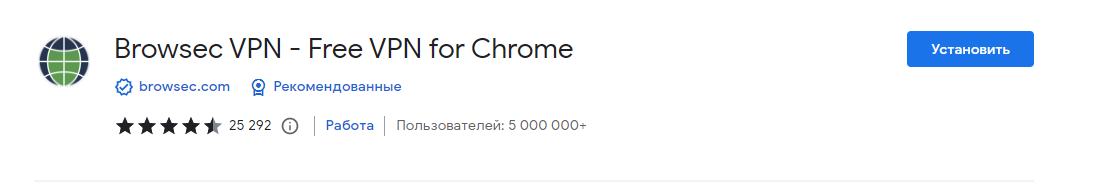 Browsec VPN - Free VPN for Chrome
Установить
browsec.com Рекомендованные
25 292 Работа Пользователей: 5 000 000+